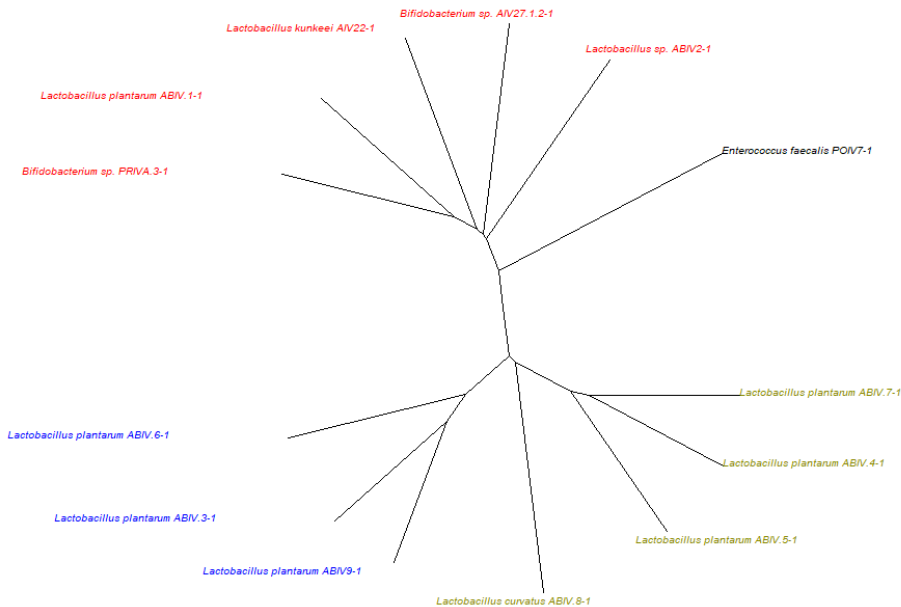 Bifidobacterium sp. AIV27.1.2-1
Lactobacillus kunkeei AIV22-1
Lactobacillus sp. ABIV2-1
Lactobacillus plantarum ABIV.1-1
Enterococcus faecalis POIV7-1
Bifidobacterium sp. PRIVA.3-1
Lactobacillus plantarum ABIV.7-1
Lactobacillus plantarum ABIV.6-1
Lactobacillus plantarum ABIV.4-1
Lactobacillus plantarum ABIV.3-1
Lactobacillus plantarum ABIV.5-1
Lactobacillus plantarum ABIV9-1
Lactobacillus curvatus ABIV.8-1